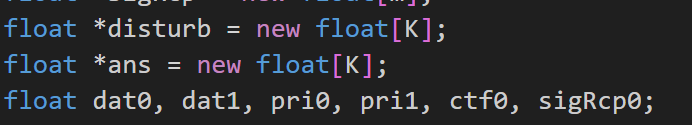 float *disturb = new float[K];
float *ans = new float[K];
float dat0, dat1, pri0, pri1, ctf0, sigRcp0;